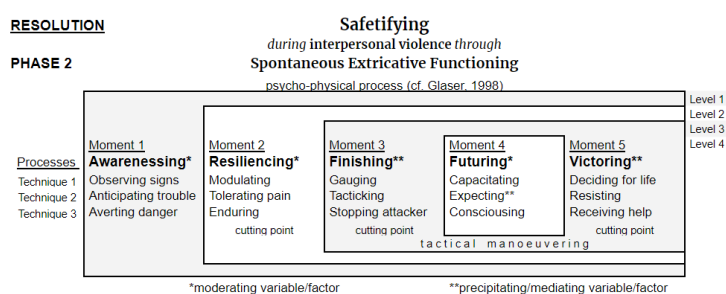 RESOLUTION Safetifying
during interpersonal violence through
PHASE 2 Spontaneous Extricative Functioning
psycho-physical process (cf. Glaser, 1998)
Level 1
Level 2
Level 3
Moment 1 Moment 2 Moment 3 Moment 4 Moment 5 Level 4
Processes Awarenessing* Resiliencing* Finishing** Futuring* Victoring**
Technique 1 Observing signs Modulating Gauging Capacitating Deciding for life
Technique 2 Anticipating trouble Tolerating pain Tacticking Expecting** Resisting
Technique 3 Averting danger Enduring Stopping attacker Consciousing Receiving help
cutting point cutting point cutting point
tactical manoeuvering
*moderating variable/factor **precipitating/mediating variable/factor